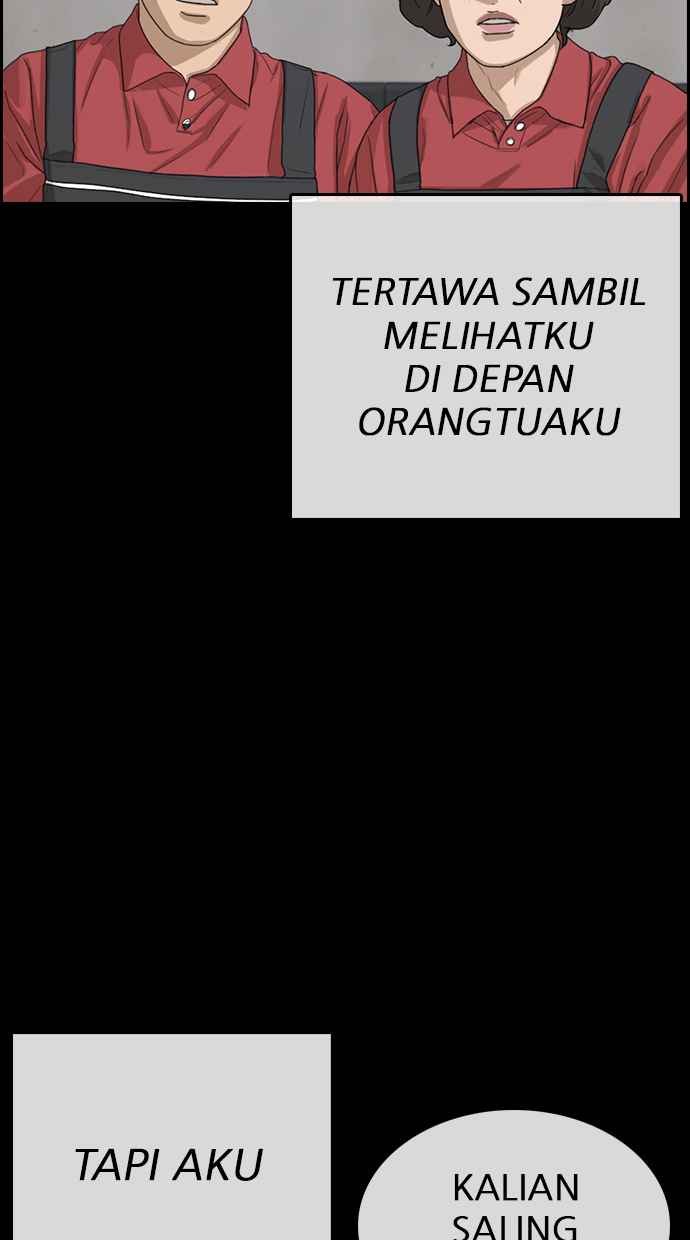 TERTAWA SAMBIL
MELIHATKU
DI DEPAN
ORANGTUAKU
TAPI AKU
KALIAN
SALING